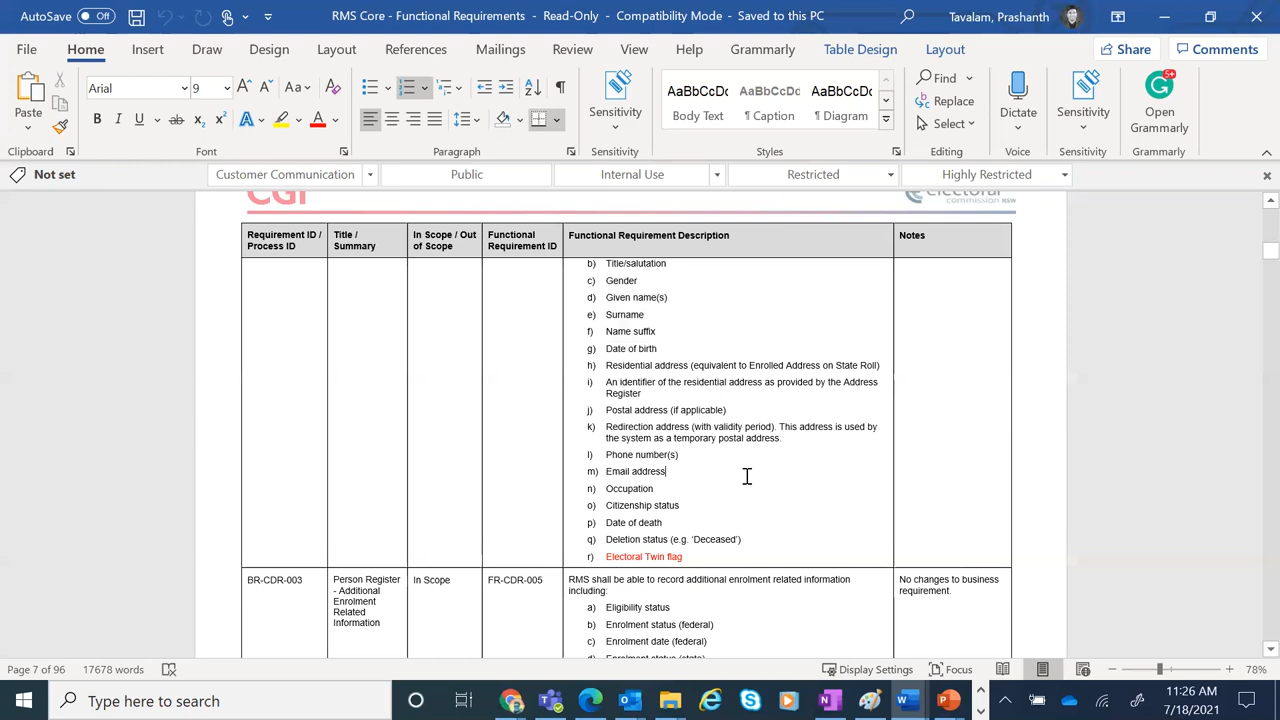 AutoSave Off RMS Core - Functional Requirements - Read-Only - Saved to this PC Tavalam, Prashanth
File Home Insert Draw Design Layout References Mailings Review View Help Grammarly Table Design Layout Share Comments
Paste
Clipboard
Arial 9
Font
Paragraph
Sensitivity
Sensitivity
AaBbCcDc AaBbCcDc AaBbCcDc
Body Text ¶ Caption ¶ Diagram
Styles
Find
Replace
Select
Editing
Dictate
Voice
Sensitivity
Sensitivity
Open Grammarly
Grammarly
Not set Customer Communication Public Internal Use Restricted Highly Restricted
CGI electoral
commission NSW
Requirement ID / Process ID
Title / Summary
In Scope / Out of Scope
Functional Requirement ID
Functional Requirement Description
Notes
b) Title/salutation
c) Gender
d) Given name(s)
e) Surname
f) Name suffix
g) Date of birth
h) Residential address (equivalent to Enrolled Address on State Roll)
i) An identifier of the residential address as provided by the Address
Register
j) Postal address (if applicable)
k) Redirection address (with validity period). This address is used by
the system as a temporary postal address.
l) Phone number(s)
m) Email address
n) Occupation
o) Citizenship status
p) Date of death
q) Deletion status (e.g. ‘Deceased’)
r) Electoral Twin flag
BR-CDR-003
Person Register
- Additional
Enrolment
Related
Information
In Scope
FR-CDR-005
RMS shall be able to record additional enrolment related information
including:
a) Eligibility status
b) Enrolment status (federal)
c) Enrolment date (federal)
d) Enrolment status (state)
No changes to business
requirement.
Page 7 of 96 17678 words Display Settings Focus 78%
Type here to search
11:26 AM
7/18/2021